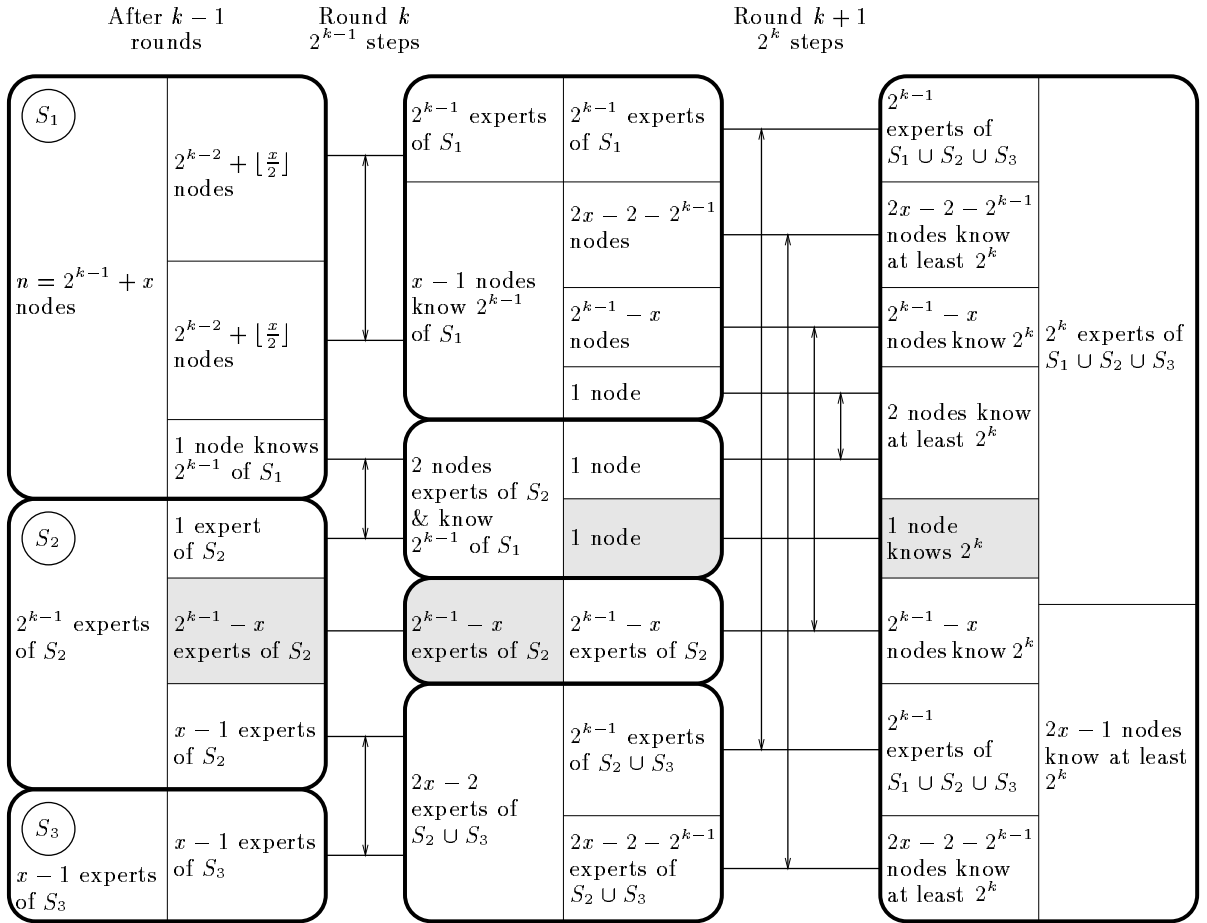 After k − 1
rounds
Round k
2^{k−1} steps
Round k + 1
2^k steps
S_1
n = 2^{k−1} + x
nodes
2^{k−2} + ⌊x/2⌋
nodes
2^{k−2} + ⌊x/2⌋
nodes
1 node knows
2^{k−1} of S_1
S_2
2^{k−1} experts
of S_2
1 expert
of S_2
2^{k−1} − x
experts of S_2
x − 1 experts
of S_2
S_3
x − 1 experts
of S_3
x − 1 experts
of S_3
2^{k−1} experts
of S_1
x − 1 nodes
know 2^{k−1}
of S_1
2^{k−1} experts
of S_1
2x − 2 − 2^{k−1}
nodes
2^{k−1} − x
nodes
1 node
2 nodes
experts of S_2
& know
2^{k−1} of S_1
1 node
1 node
2^{k−1} − x
experts of S_2
2^{k−1} − x
experts of S_2
2x − 2
experts of
S_2 ∪ S_3
2^{k−1} experts
of S_2 ∪ S_3
2x − 2 − 2^{k−1}
experts of
S_2 ∪ S_3
2^{k−1}
experts of
S_1 ∪ S_2 ∪ S_3
2x − 2 − 2^{k−1}
nodes know
at least 2^k
2^{k−1} − x
nodes know 2^k
2 nodes know
at least 2^k
1 node
knows 2^k
2^{k−1} − x
nodes know 2^k
2^{k−1}
experts of
S_1 ∪ S_2 ∪ S_3
2x − 2 − 2^{k−1}
nodes know
at least 2^k
2^k experts of
S_1 ∪ S_2 ∪ S_3
2x − 1 nodes
know at least
2^k